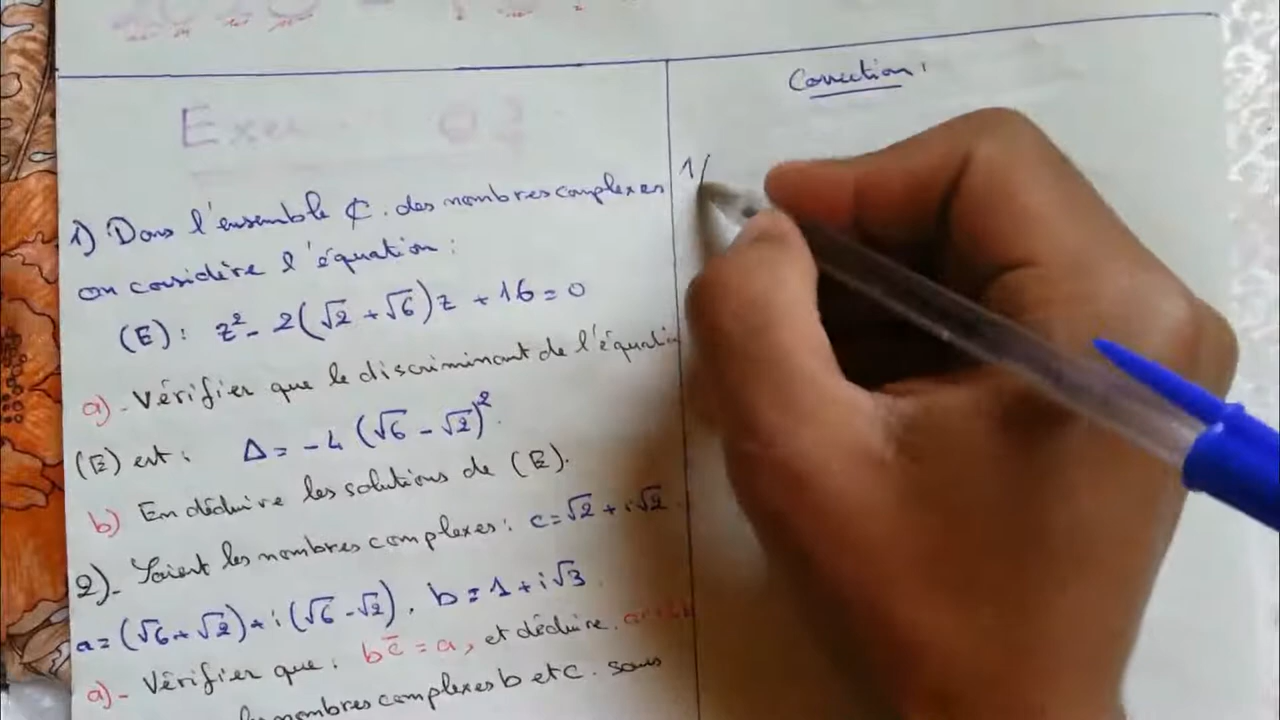 1) Dans l'ensemble ℂ. des nombres complexes
on considère l'équation :
(E) : z² - 2(√2 + √6)z + 16 = 0
a) - Vérifier que le discriminant de l'équatio
(E) est : Δ = -4 (√6 - √2)².
b) En déduire les solutions de (E).
2) - Soient les nombres complexes : c = √2 + i√2.
a = (√6 + √2) + i(√6 - √2). b = 1 + i√3
a) - Vérifier que : bc̄ = a, et déduire.
nombres complexes b et c. sous
Correction :
1/